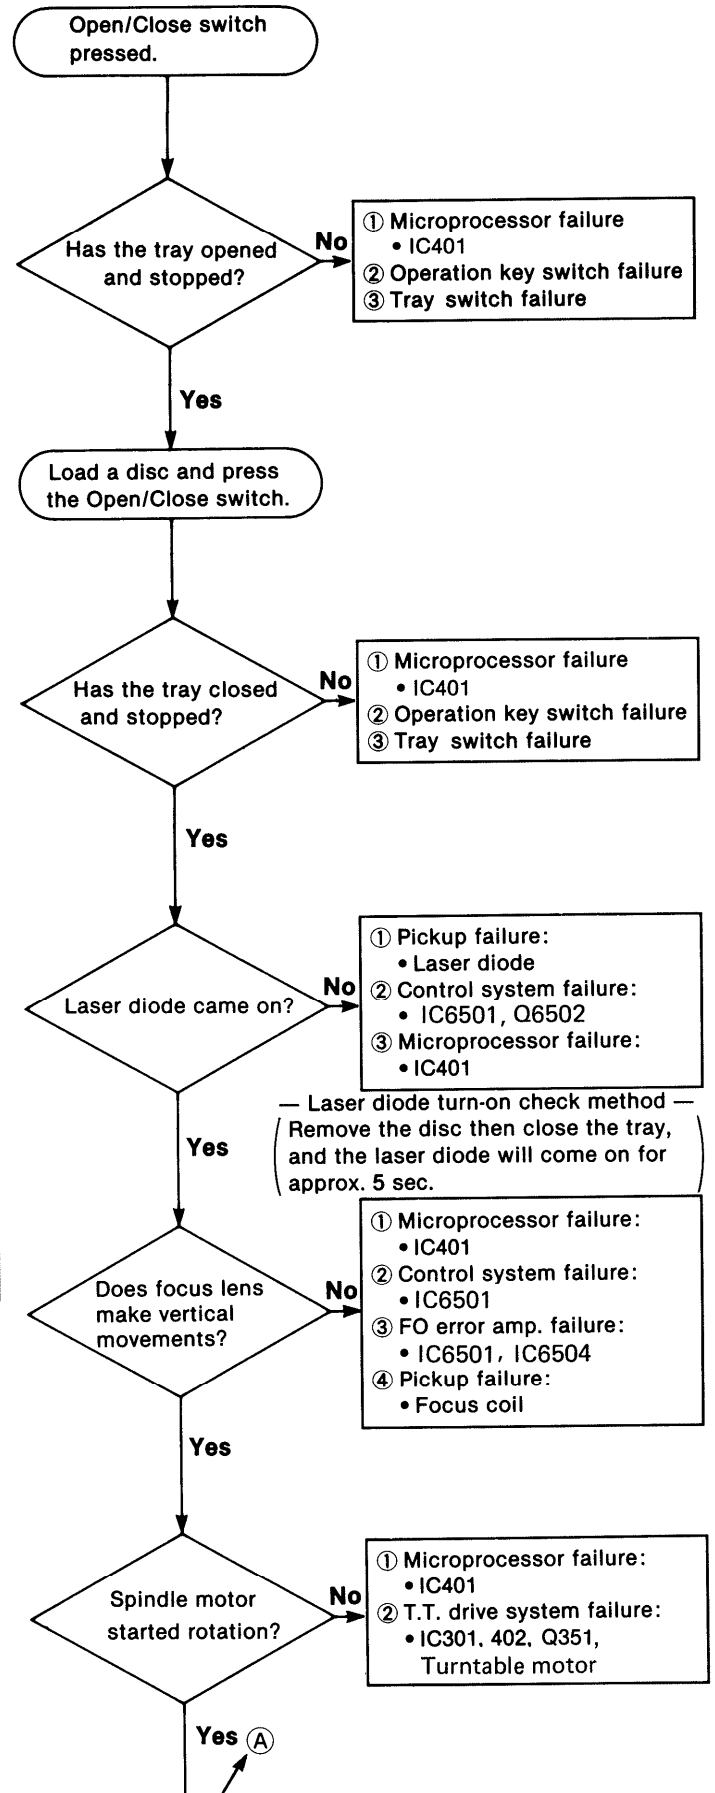 Open/Close switch
pressed.
Has the tray opened
and stopped?
No
① Microprocessor failure
• IC401
② Operation key switch failure
③ Tray switch failure
Yes
Load a disc and press
the Open/Close switch.
Has the tray closed
and stopped?
No
① Microprocessor failure
• IC401
② Operation key switch failure
③ Tray switch failure
Yes
Laser diode came on?
No
① Pickup failure:
• Laser diode
② Control system failure:
• IC6501, Q6502
③ Microprocessor failure:
• IC401
— Laser diode turn-on check method —
Remove the disc then close the tray,
and the laser diode will come on for
approx. 5 sec.
Yes
Does focus lens
make vertical
movements?
No
① Microprocessor failure:
• IC401
② Control system failure:
• IC6501
③ FO error amp. failure:
• IC6501, IC6504
④ Pickup failure:
• Focus coil
Yes
Spindle motor
started rotation?
No
① Microprocessor failure:
• IC401
② T.T. drive system failure:
• IC301, 402, Q351,
Turntable motor
Yes Ⓐ